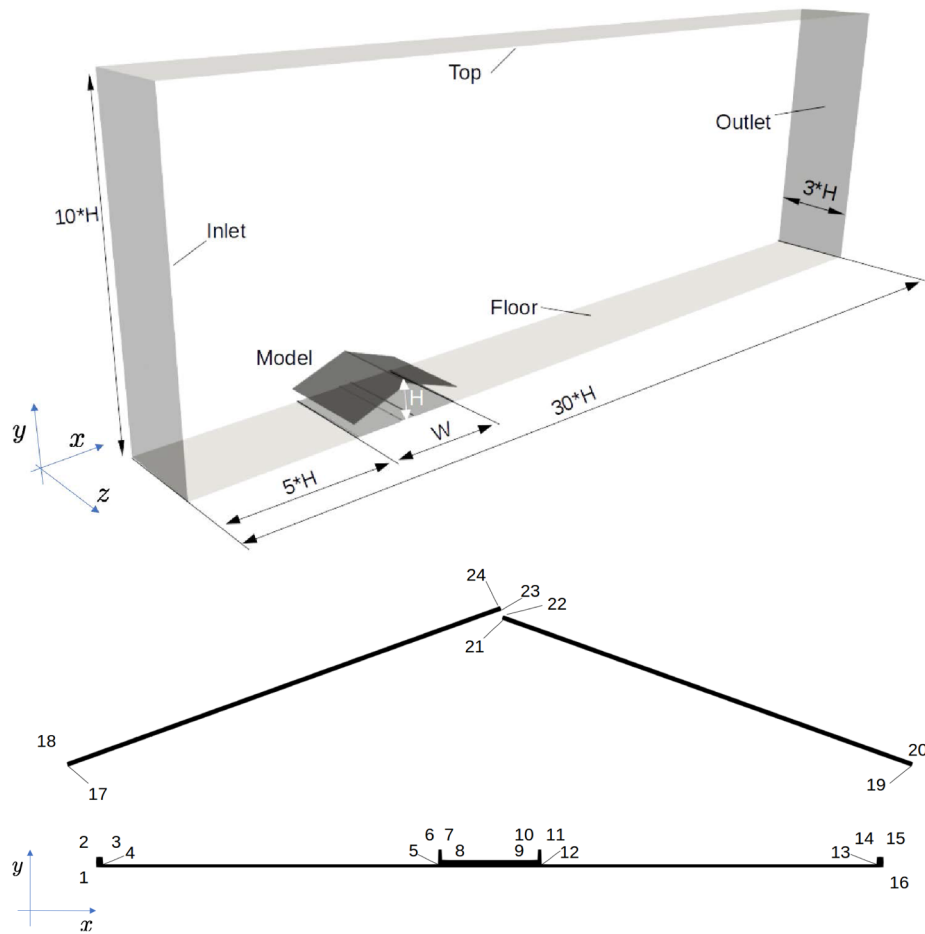 Top
Outlet
3*H
10*H
Inlet
Floor
Model
H
30*H
W
5*H
y
x
z
24
23
22
21
18
17
20
19
2 3 4
1
6 7
5 8
10 11
9 12
14 15
13
16
y
x